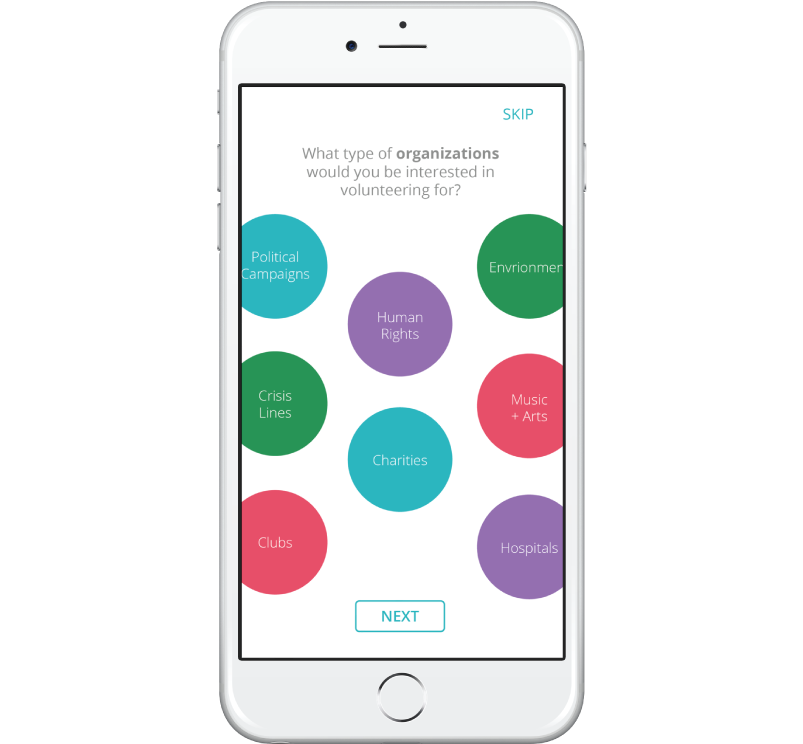 SKIP
What type of organizations
would you be interested in
volunteering for?
Political
Campaigns
Envrionmer
Human
Rights
Crisis
Lines
Music
+ Arts
Charities
Clubs
Hospitals
NEXT